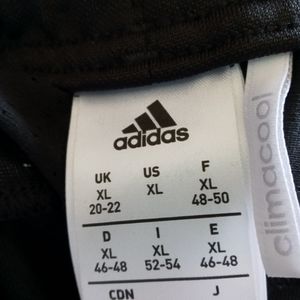 adidas
UK US F
XL XL XL
20-22 48-50
D I E
XL XL XL
46-48 52-54 46-48
CDN J
climacool